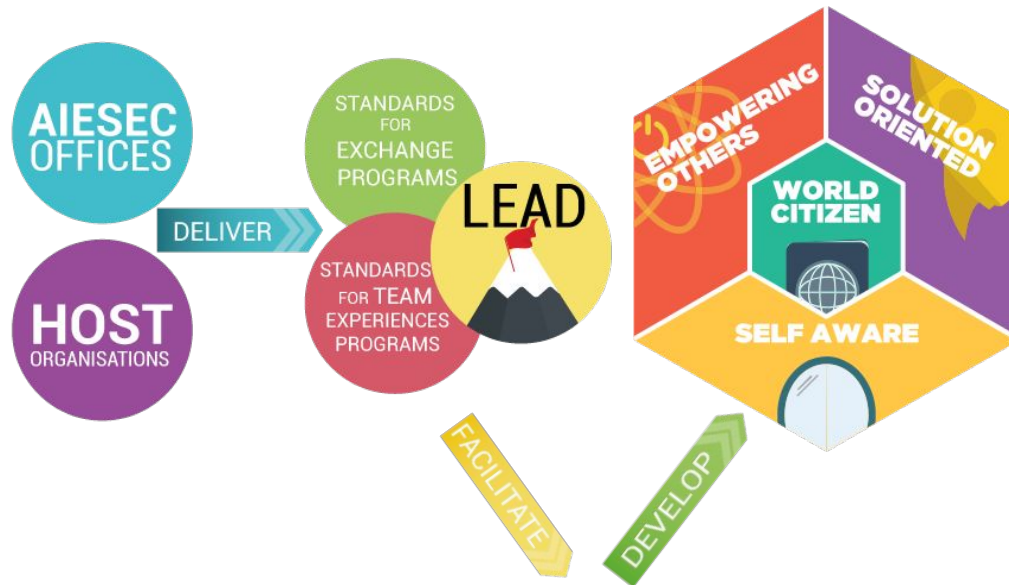 AIESEC
OFFICES
HOST
ORGANISATIONS
DELIVER
STANDARDS
FOR
EXCHANGE
PROGRAMS
STANDARDS
FOR TEAM
EXPERIENCES
PROGRAMS
LEAD
FACILITATE
DEVELOP
EMPOWERING
OTHERS
SOLUTION
ORIENTED
WORLD
CITIZEN
SELF AWARE